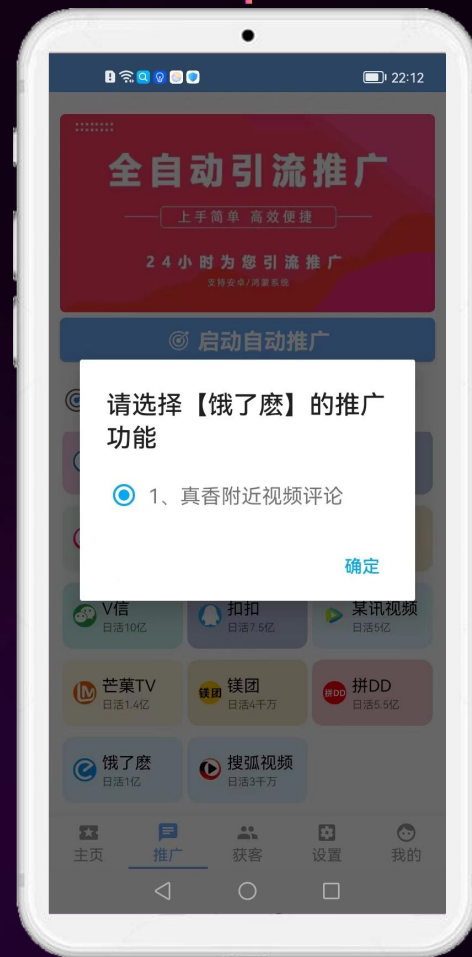 22:12
全自动引流推广
上手简单 高效便捷
24小时为您引流推广
支持安卓/鸿蒙系统
启动自动推广
请选择【饿了麽】的推广
功能
1、真香附近视频评论
确定
V信
日活10亿
扣扣
日活7.5亿
某讯视频
日活5亿
芒菓TV
日活1.4亿
镁团
镁团
日活4千万
拼DD
拼DD
日活5.5亿
饿了麽
日活1亿
搜狐视频
日活3千万
主页
推广
获客
设置
我的